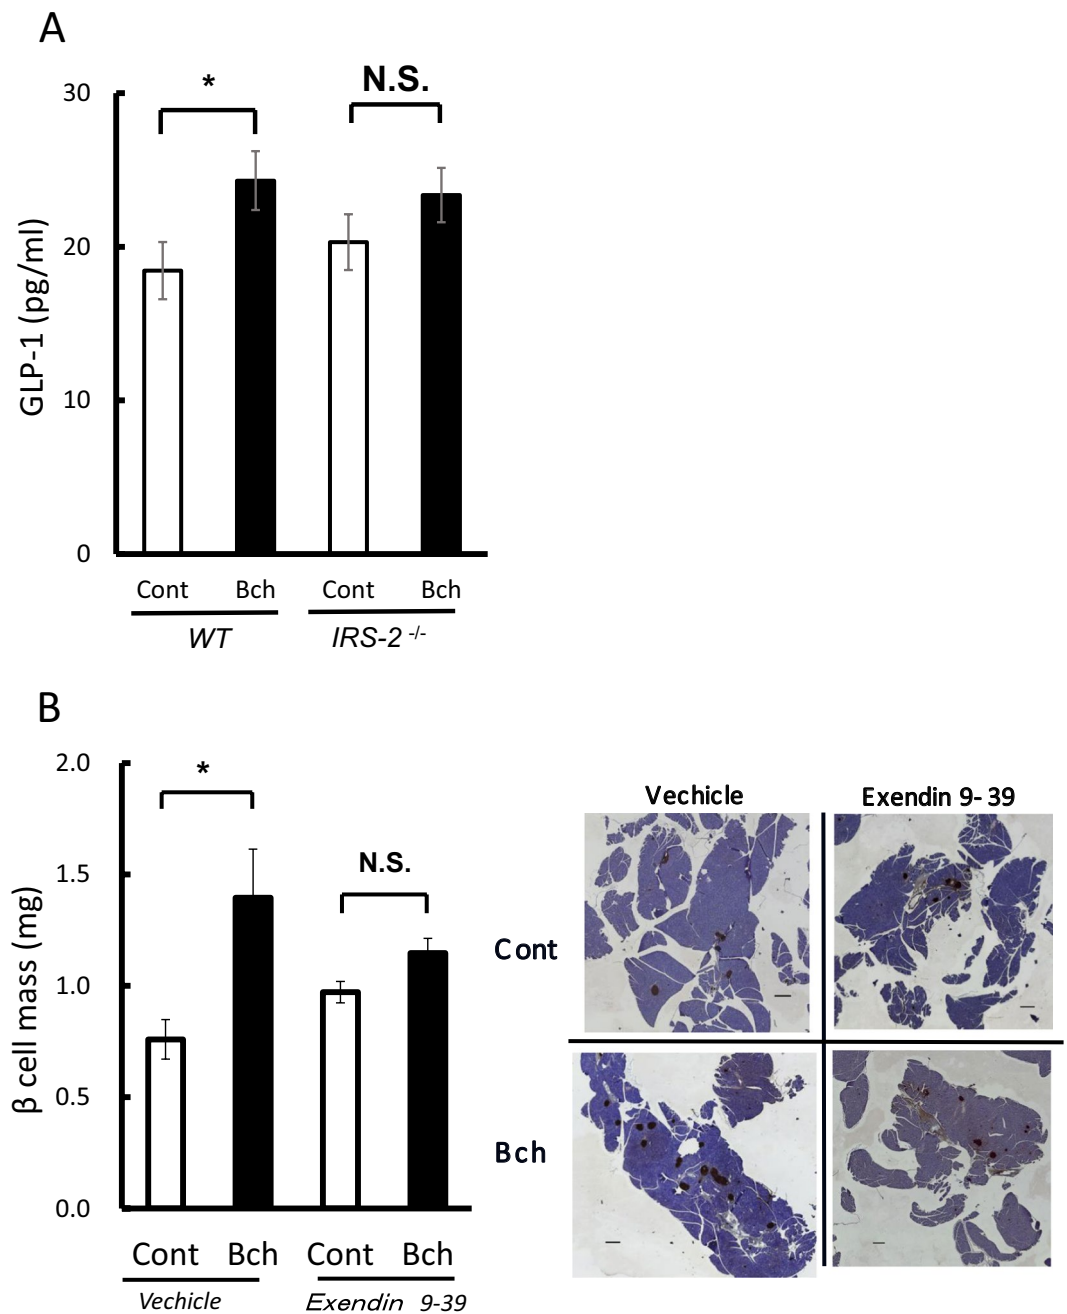 A
*
N.S.
30
20
10
0
GLP-1 (pg/ml)
Cont Bch Cont Bch
WT IRS-2 -/-
B
2.0
1.5
1.0
0.5
0.0
β cell mass (mg)
*
N.S.
Cont Bch Cont Bch
Vechicle Exendin 9-39
Vechicle Exendin 9-39
Cont
Bch